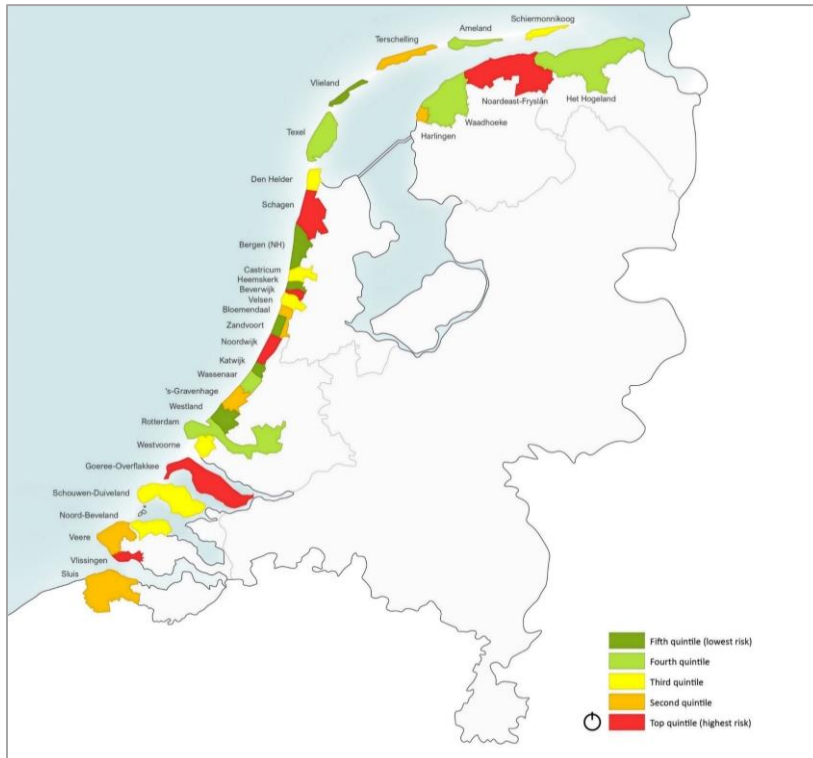 Schiermonnikoog
Ameland
Terschelling
Vlieland
Noardeast-Fryslân
Het Hogeland
Waadhoeke
Harlingen
Texel
Den Helder
Schagen
Bergen (NH)
Castricum
Heemskerk
Beverwijk
Velsen
Bloemendaal
Zandvoort
Noordwijk
Katwijk
Wassenaar
's-Gravenhage
Westland
Rotterdam
Westvoorne
Goeree-Overflakkee
Schouwen-Duiveland
Noord-Beveland
Veere
Vlissingen
Sluis
Fifth quintile (lowest risk)
Fourth quintile
Third quintile
Second quintile
Top quintile (highest risk)